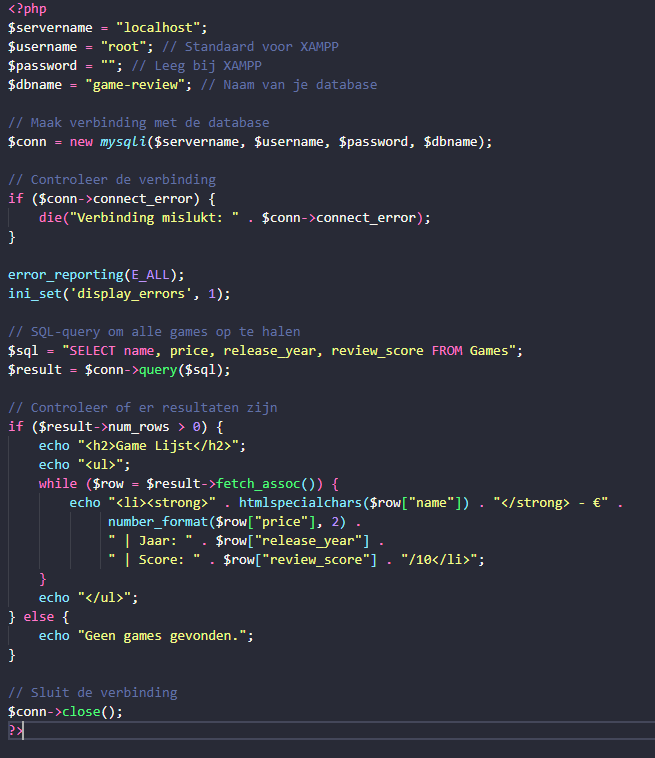 <?php
$servername = "localhost";
$username = "root"; // Standaard voor XAMPP
$password = ""; // Leeg bij XAMPP
$dbname = "game-review"; // Naam van je database

// Maak verbinding met de database
$conn = new mysqli($servername, $username, $password, $dbname);

// Controleer de verbinding
if ($conn->connect_error) {
    die("Verbinding mislukt: " . $conn->connect_error);
}

error_reporting(E_ALL);
ini_set('display_errors', 1);

// SQL-query om alle games op te halen
$sql = "SELECT name, price, release_year, review_score FROM Games";
$result = $conn->query($sql);

// Controleer of er resultaten zijn
if ($result->num_rows > 0) {
    echo "<h2>Game Lijst</h2>";
    echo "<ul>";
    while ($row = $result->fetch_assoc()) {
        echo "<li><strong>" . htmlspecialchars($row["name"]) . "</strong> - €" .
             number_format($row["price"], 2) .
             " | Jaar: " . $row["release_year"] .
             " | Score: " . $row["review_score"] . "/10</li>";
    }
    echo "</ul>";
} else {
    echo "Geen games gevonden.";
}

// Sluit de verbinding
$conn->close();
?>